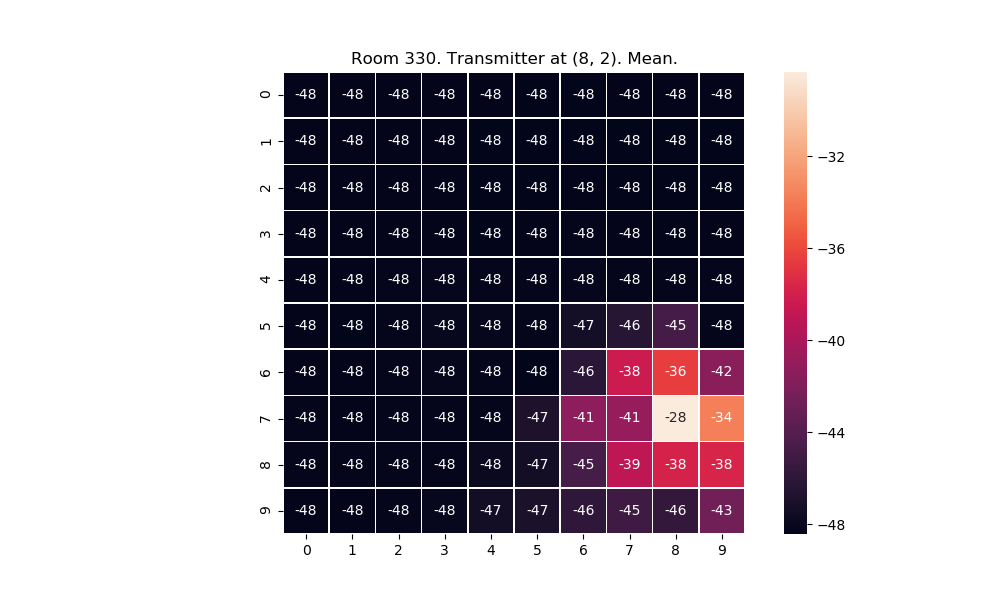 Room 330. Transmitter at (8, 2). Mean.
0 -48 -48 -48 -48 -48 -48 -48 -48 -48 -48
1 -48 -48 -48 -48 -48 -48 -48 -48 -48 -48
2 -48 -48 -48 -48 -48 -48 -48 -48 -48 -48
3 -48 -48 -48 -48 -48 -48 -48 -48 -48 -48
4 -48 -48 -48 -48 -48 -48 -48 -48 -48 -48
5 -48 -48 -48 -48 -48 -48 -47 -46 -45 -48
6 -48 -48 -48 -48 -48 -48 -46 -38 -36 -42
7 -48 -48 -48 -48 -48 -47 -41 -41 -28 -34
8 -48 -48 -48 -48 -48 -47 -45 -39 -38 -38
9 -48 -48 -48 -48 -47 -47 -46 -45 -46 -43
0 1 2 3 4 5 6 7 8 9
−32
−36
−40
−44
−48